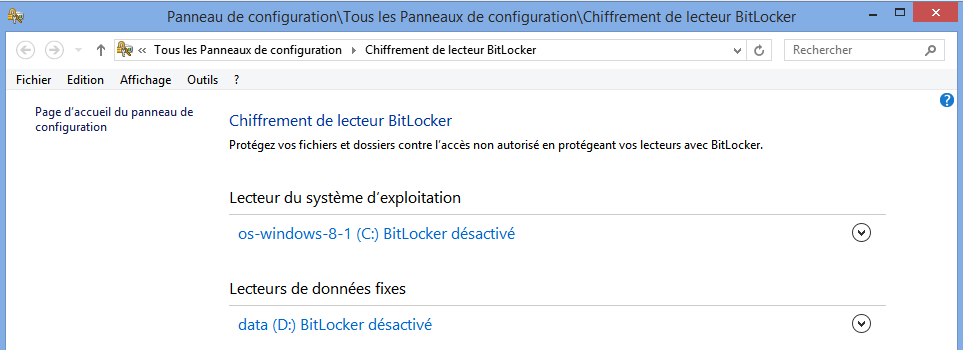 Panneau de configuration\Tous les Panneaux de configuration\Chiffrement de lecteur BitLocker
« Tous les Panneaux de configuration Chiffrement de lecteur BitLocker Rechercher
Fichier Edition Affichage Outils ?
Page d'accueil du panneau de
configuration
Chiffrement de lecteur BitLocker
Protégez vos fichiers et dossiers contre l'accès non autorisé en protégeant vos lecteurs avec BitLocker.
Lecteur du système d'exploitation
os-windows-8-1 (C:) BitLocker désactivé
Lecteurs de données fixes
data (D:) BitLocker désactivé